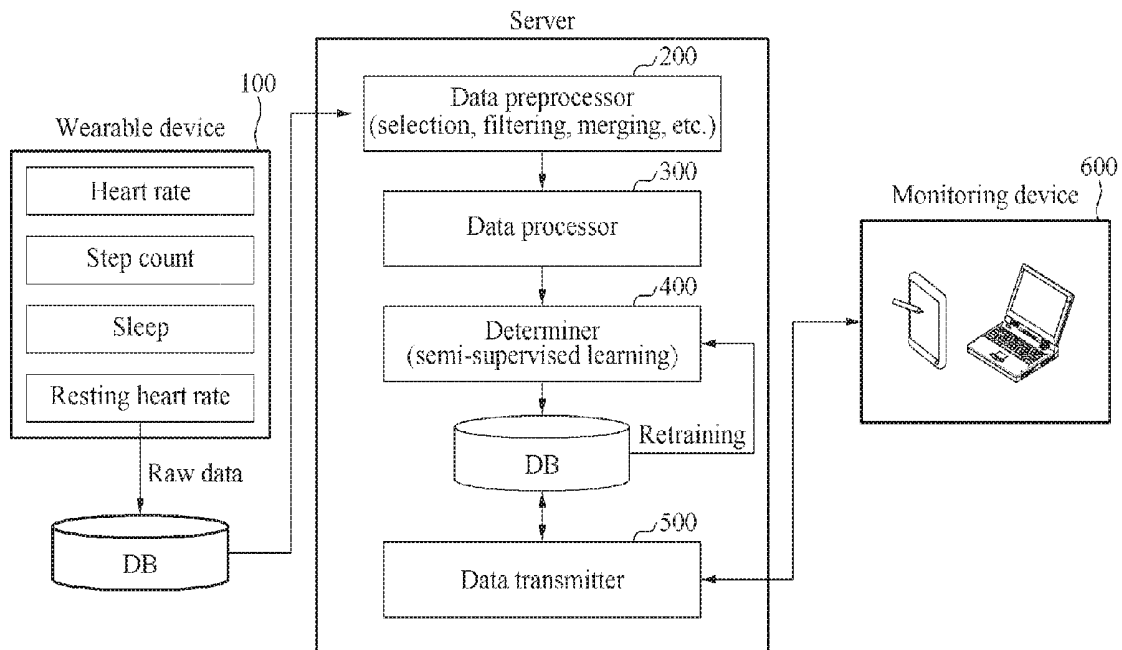 Server
200
Data preprocessor
(selection, filtering, merging, etc.)
100
Wearable device
Heart rate
Step count
Sleep
Resting heart rate
Raw data
DB
300
Data processor
400
Determiner
(semi-supervised learning)
Retraining
DB
500
Data transmitter
Monitoring device
600